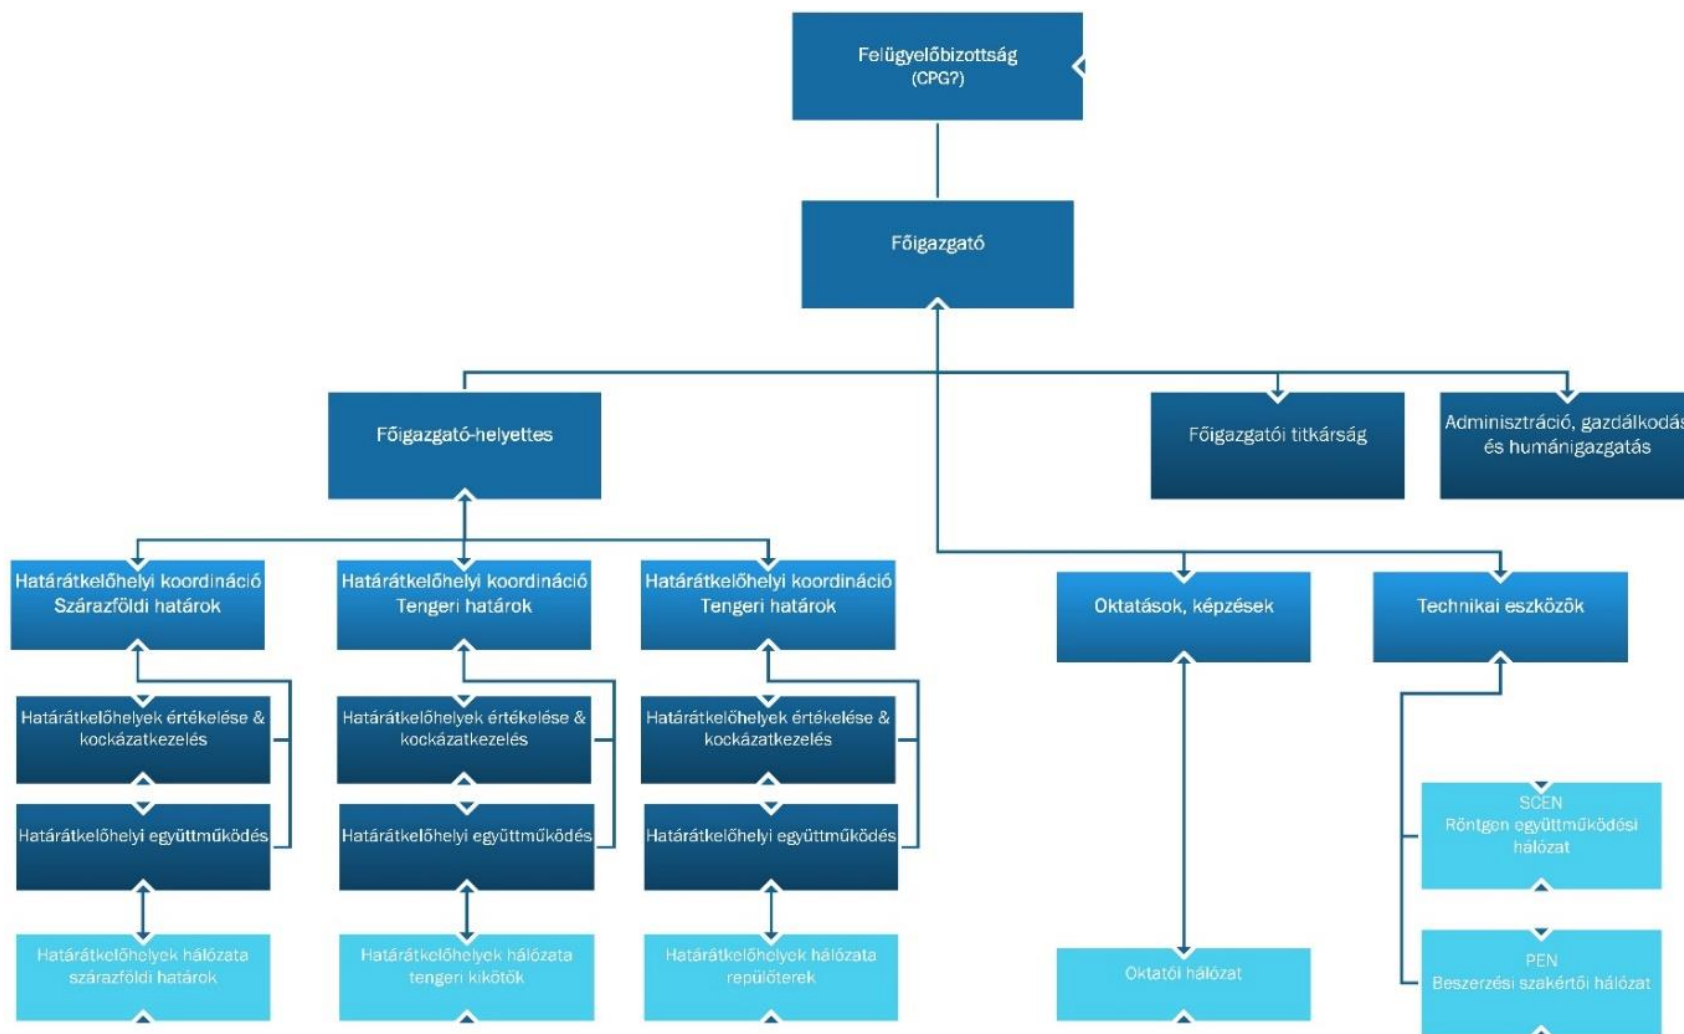 Felügyelőbizottság
(CPG?)
Főigazgató
Főigazgató-helyettes
Főigazgatói titkárság
Adminisztráció, gazdálkodás
és humánigazgatás
Határátkelőhelyi koordináció
Szárazföldi határok
Határátkelőhelyi koordináció
Tengeri határok
Határátkelőhelyi koordináció
Tengeri határok
Oktatások, képzések
Technikai eszközök
Határátkelőhelyek értékelése &
kockázatkezelés
Határátkelőhelyek értékelése &
kockázatkezelés
Határátkelőhelyek értékelése &
kockázatkezelés
Határátkelőhelyi együttműködés
Határátkelőhelyi együttműködés
Határátkelőhelyi együttműködés
SCEN
Röntgen együttműködési
hálózat
Határátkelőhelyek hálózata
szárazföldi határok
Határátkelőhelyek hálózata
tengeri kikötők
Határátkelőhelyek hálózata
repülőterek
Oktatói hálózat
PEN
Beszerzési szakértői hálózat